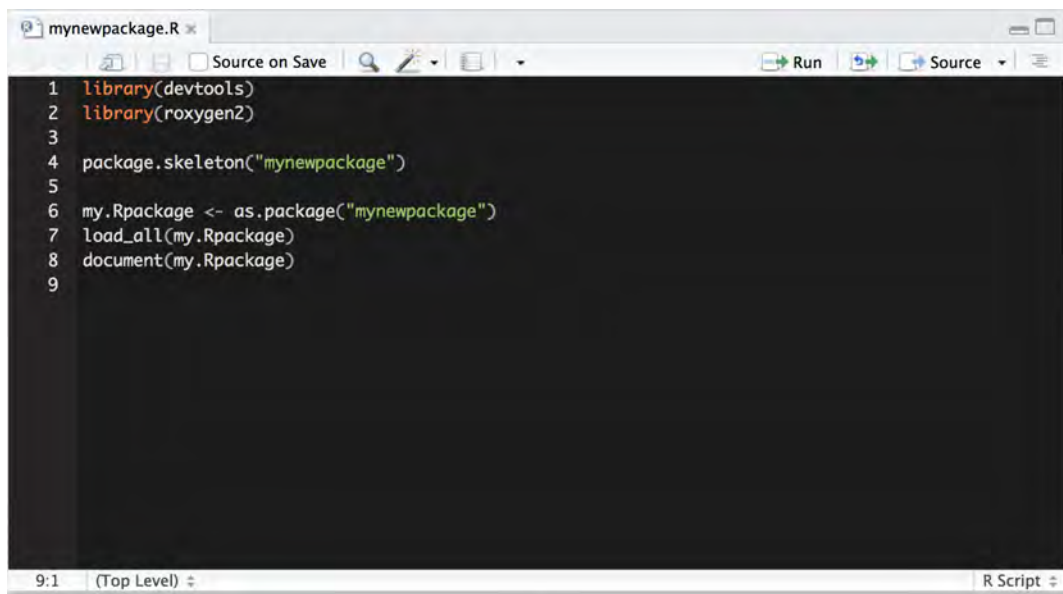 mynewpackage.R
Source on Save
Run
Source
1 library(devtools)
2 library(roxygen2)
3
4 package.skeleton("mynewpackage")
5
6 my.Rpackage <- as.package("mynewpackage")
7 load_all(my.Rpackage)
8 document(my.Rpackage)
9
9:1 (Top Level) R Script